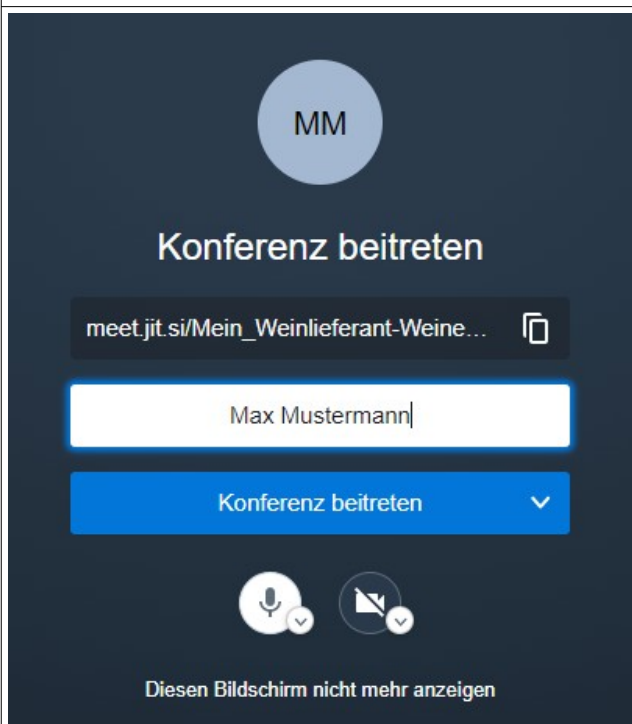 MM
Konferenz beitreten
meet.jit.si/Mein_Weinlieferant-Weine...
Max Mustermann
Konferenz beitreten
Diesen Bildschirm nicht mehr anzeigen